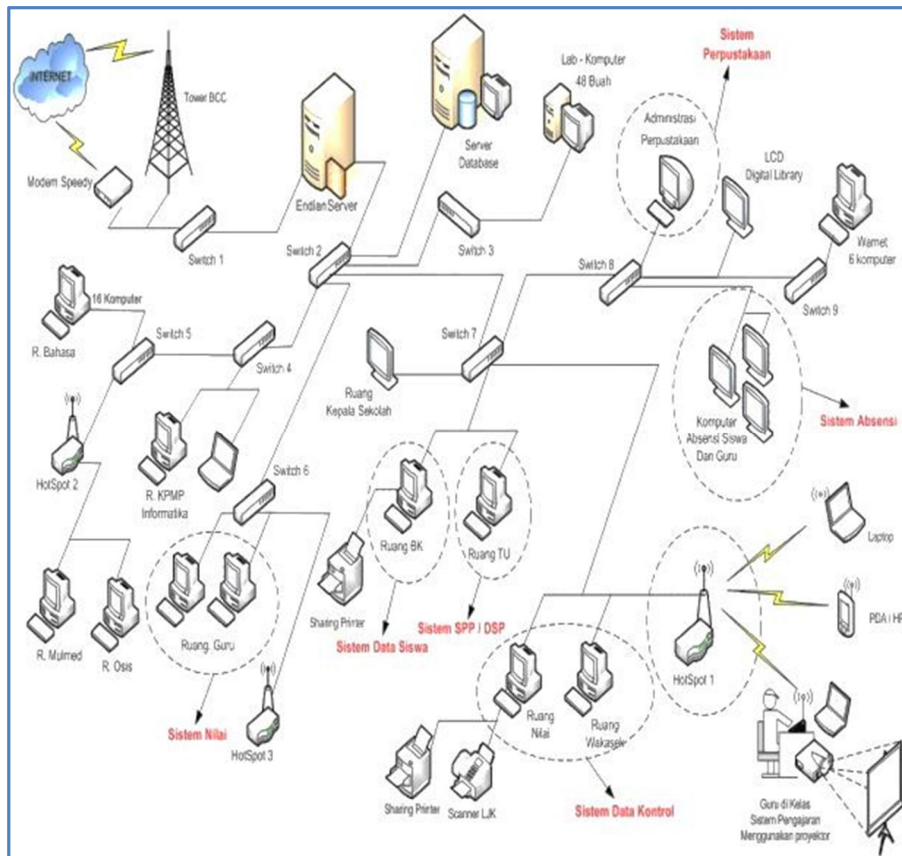 INTERNET
Tower BCC
Modem Speedy
Switch 1
Endian Server
Switch 2
Server
Database
Lab - Komputer
48 Buah
Switch 3
Sistem
Perpustakaan
Administrasi
Perpustakaan
LCD
Digital Library
Warnet
6 komputer
Switch 8
Switch 9
16 Komputer
R. Bahasa
Switch 5
Switch 4
Switch 7
Ruang
Kepala Sekolah
Komputer
Absensi Siswa
Dan Guru
Sistem Absensi
HotSpot 2
R. KPMP
Informatika
Switch 6
Ruang BK
Ruang TU
Sharing Printer
Sistem Data Siswa
Sistem SPP / DSP
R. Mulmed
R. Osis
Ruang. Guru
Sistem Nilai
HotSpot 3
Laptop
PDA / HP
HotSpot 1
Ruang
Nilai
Ruang
Wakasek
Sharing Printer
Scanner LJK
Sistem Data Kontrol
Guru di Kelas
Sistem Pengajaran
Menggunakan proyektor